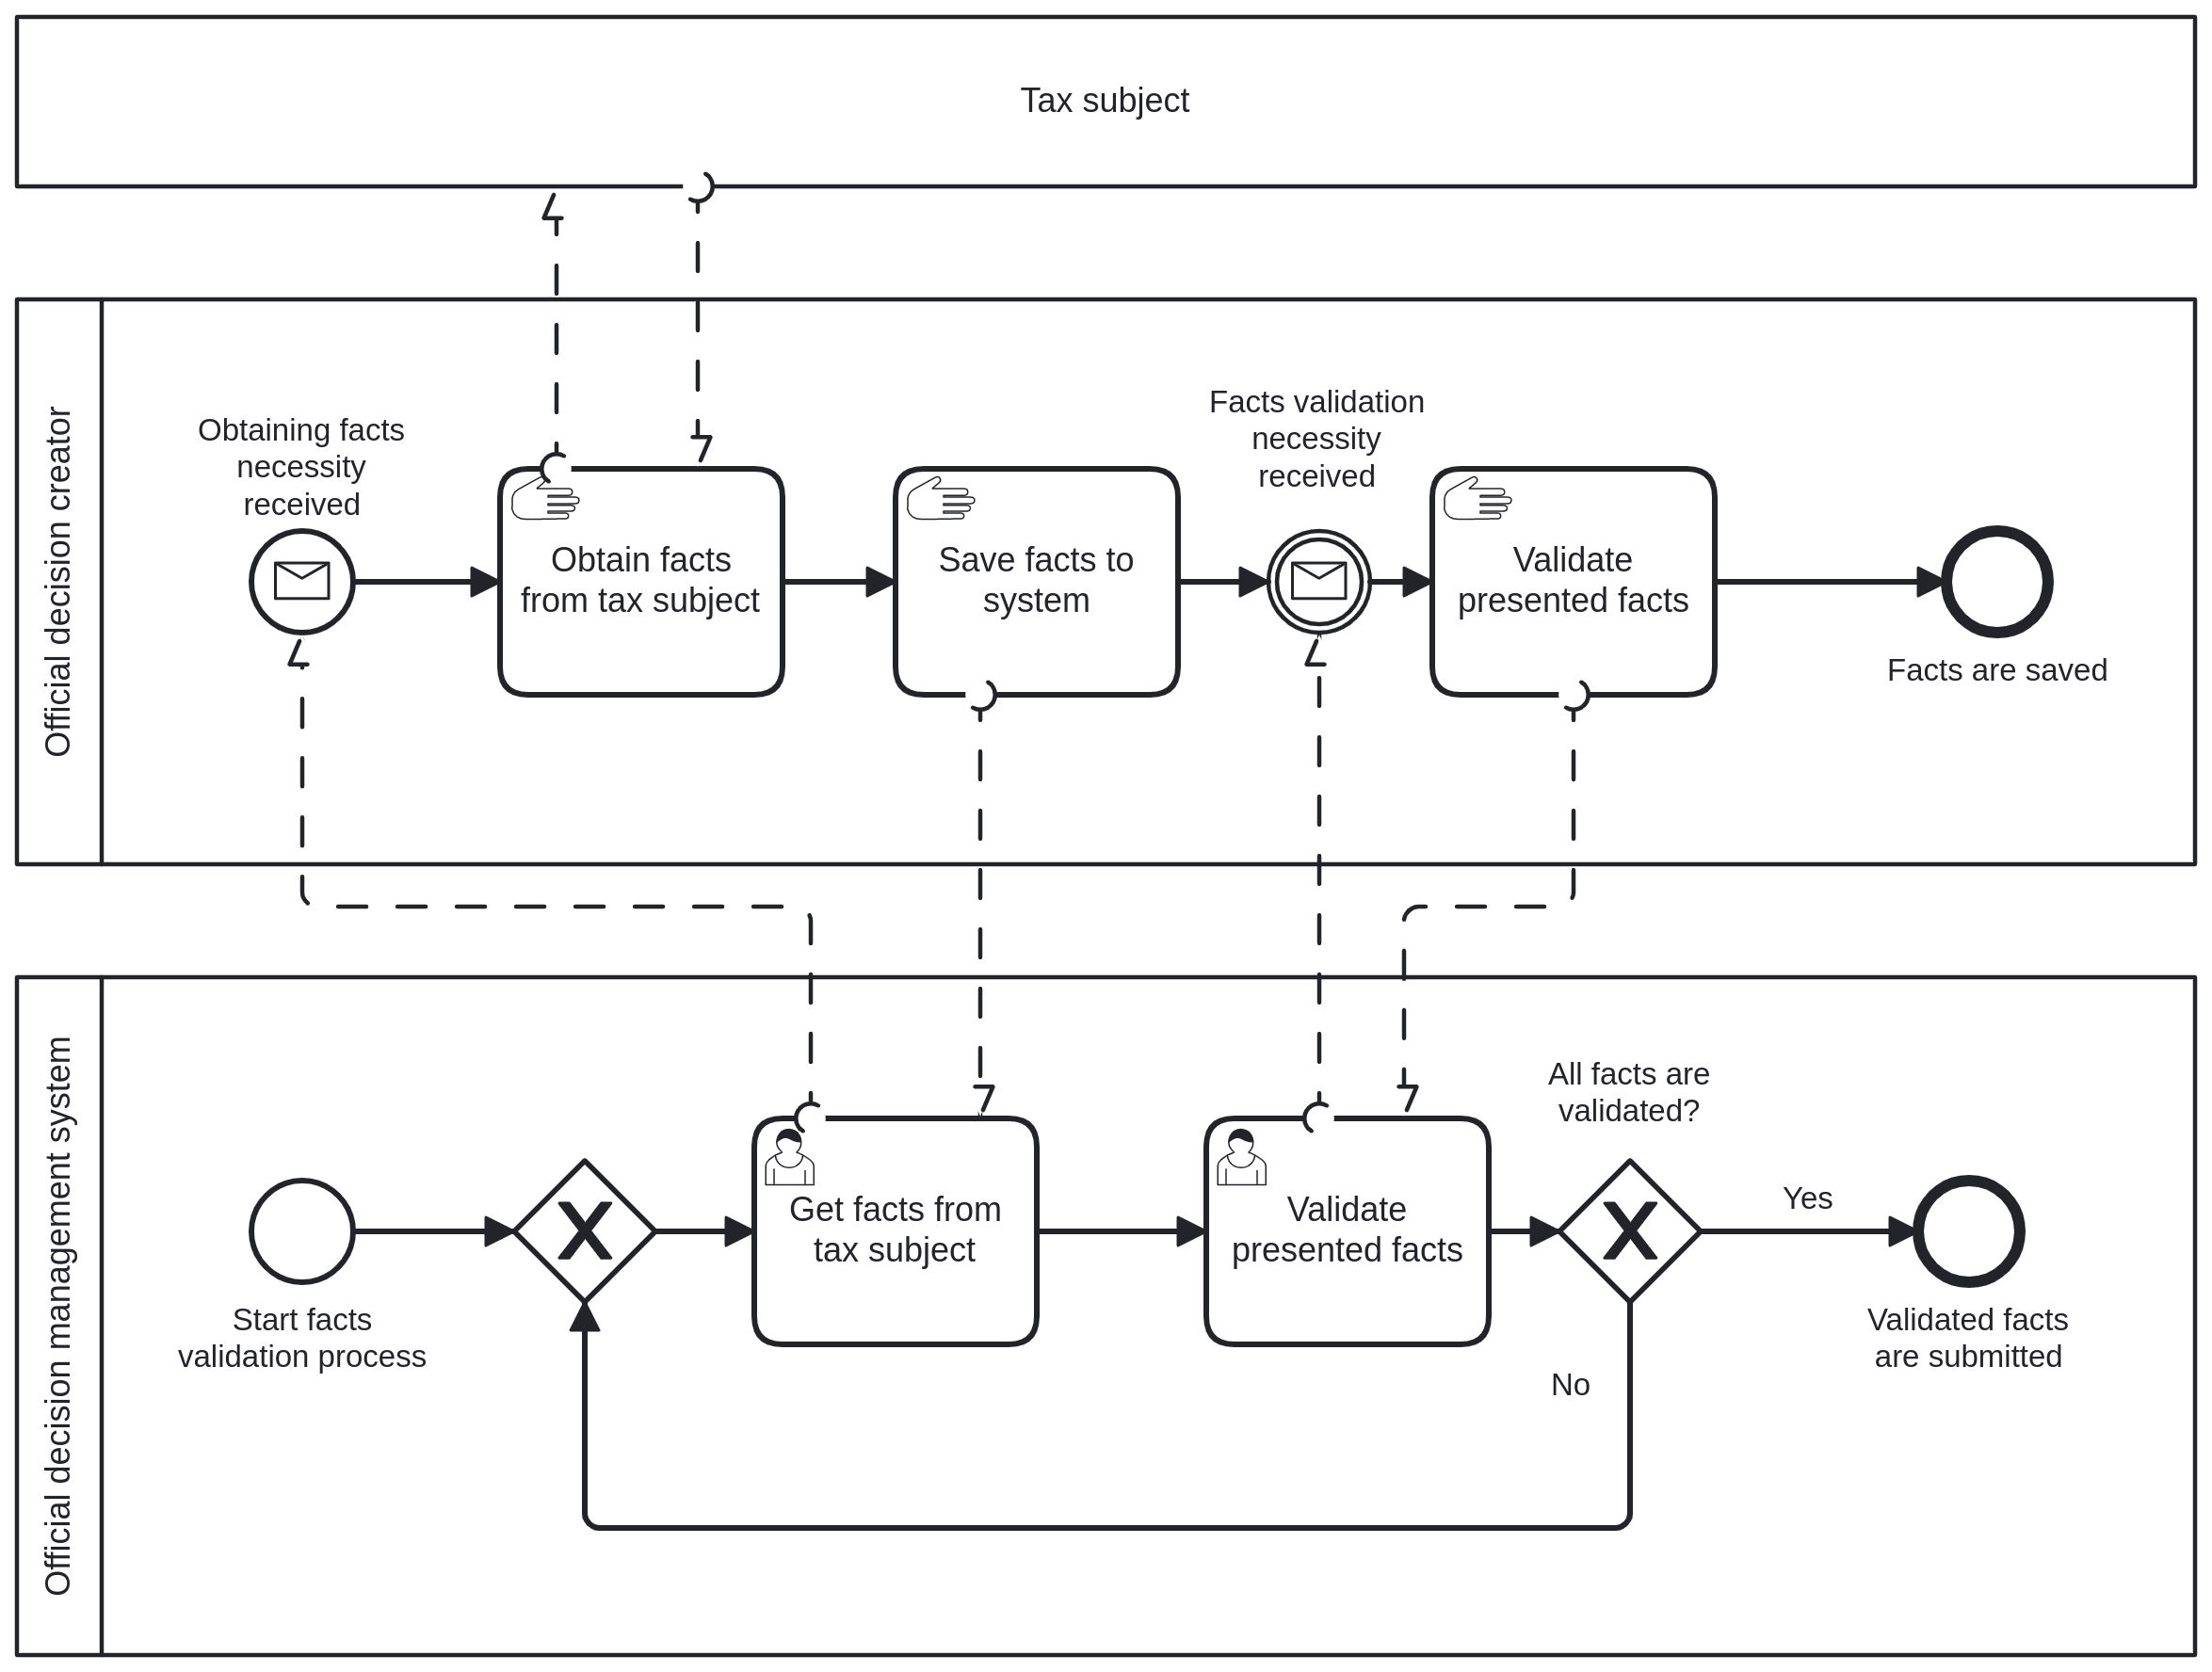 Tax subject
Official decision creator
Obtaining facts
necessity
received
Obtain facts
from tax subject
Save facts to
system
Facts validation
necessity
received
Validate
presented facts
Facts are saved
Official decision management system
Start facts
validation process
Get facts from
tax subject
Validate
presented facts
All facts are
validated?
Yes
No
Validated facts
are submitted